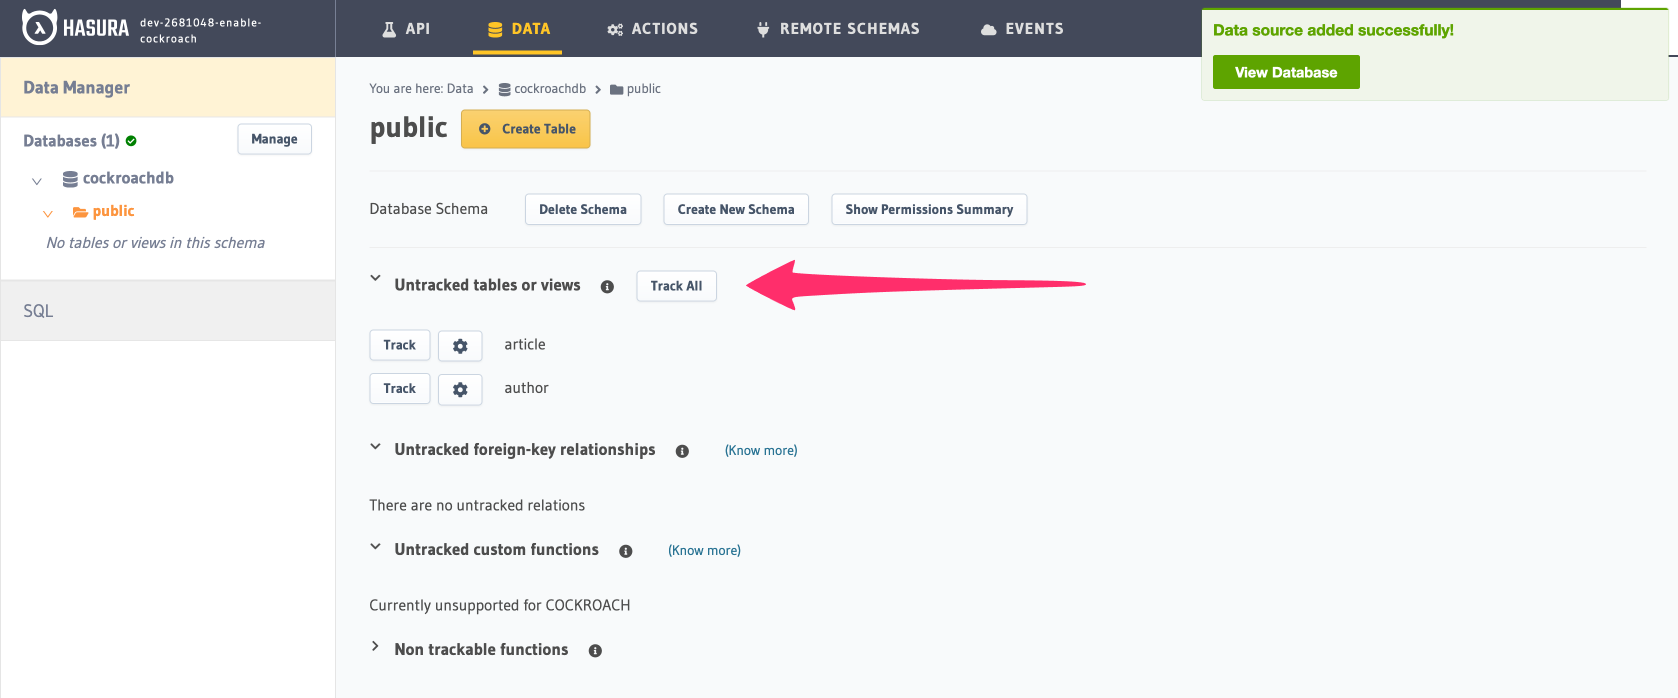 HASURA
dev-2681048-enable-
cockroach
API
DATA
ACTIONS
REMOTE SCHEMAS
EVENTS
Data source added successfully!
View Database
Data Manager
Databases (1)
Manage
cockroachdb
public
No tables or views in this schema
SQL
You are here: Data > cockroachdb > public
public
Create Table
Database Schema
Delete Schema
Create New Schema
Show Permissions Summary
Untracked tables or views
Track All
Track
article
Track
author
Untracked foreign-key relationships
(Know more)
There are no untracked relations
Untracked custom functions
(Know more)
Currently unsupported for COCKROACH
Non trackable functions